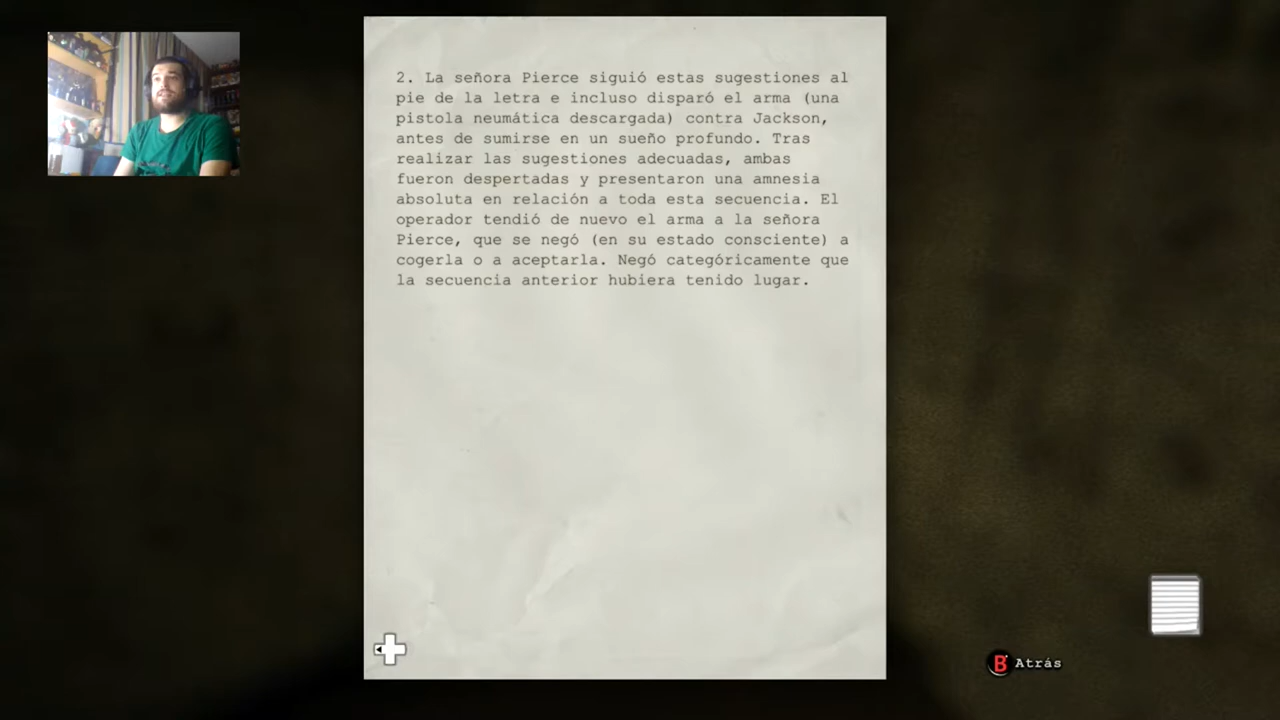 2. La señora Pierce siguió estas sugestiones al
pie de la letra e incluso disparó el arma (una
pistola neumática descargada) contra Jackson,
antes de sumirse en un sueño profundo. Tras
realizar las sugestiones adecuadas, ambas
fueron despertadas y presentaron una amnesia
absoluta en relación a toda esta secuencia. El
operador tendió de nuevo el arma a la señora
Pierce, que se negó (en su estado consciente) a
cogerla o a aceptarla. Negó categóricamente que
la secuencia anterior hubiera tenido lugar.
B Atrás